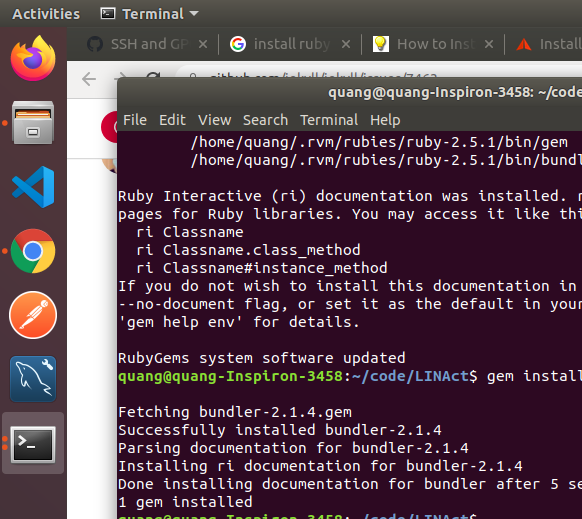 Activities Terminal
SSH and GP install ruby How to Ins Install
github.com/jekyll/jekyll/issues/7463
quang@quang-Inspiron-3458: ~/code
File Edit View Search Terminal Help
/home/quang/.rvm/rubies/ruby-2.5.1/bin/gem
/home/quang/.rvm/rubies/ruby-2.5.1/bin/bundl
Ruby Interactive (ri) documentation was installed.
pages for Ruby libraries. You may access it like thi
ri Classname
ri Classname.class_method
ri Classname#instance_method
If you do not wish to install this documentation in
--no-document flag, or set it as the default in your
'gem help env' for details.
RubyGems system software updated
quang@quang-Inspiron-3458:~/code/LINAct$ gem install
Fetching bundler-2.1.4.gem
Successfully installed bundler-2.1.4
Parsing documentation for bundler-2.1.4
Installing ri documentation for bundler-2.1.4
Done installing documentation for bundler after 5 se
1 gem installed
quang@quang-Inspiron-3458:~/code/LINAct$